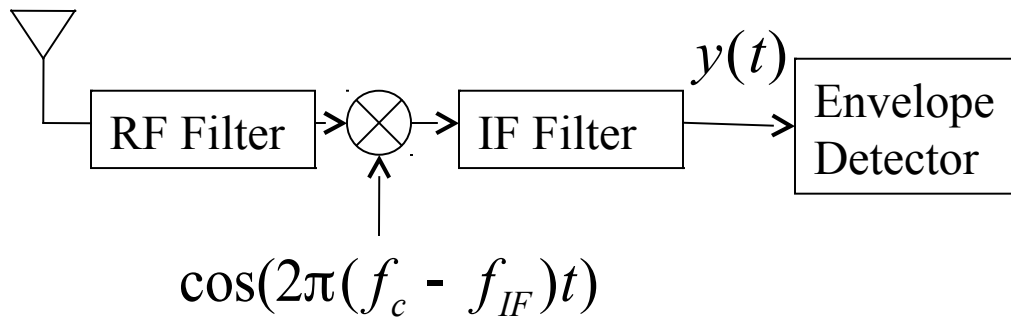 y(t)
RF Filter
IF Filter
Envelope
Detector
cos(2π(f_c - f_IF)t)